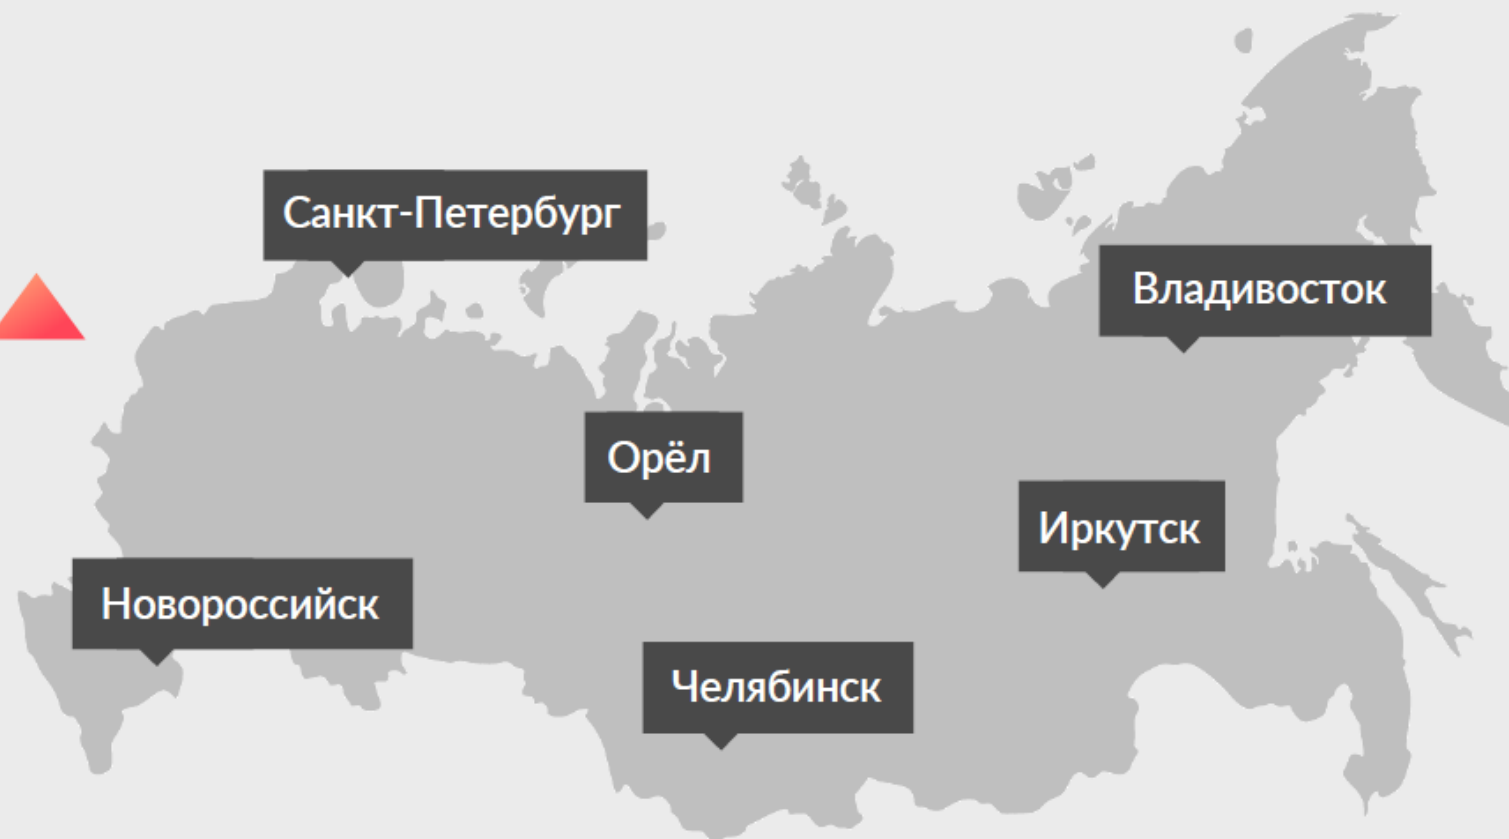 Санкт-Петербург
Владивосток
Орёл
Иркутск
Новороссийск
Челябинск